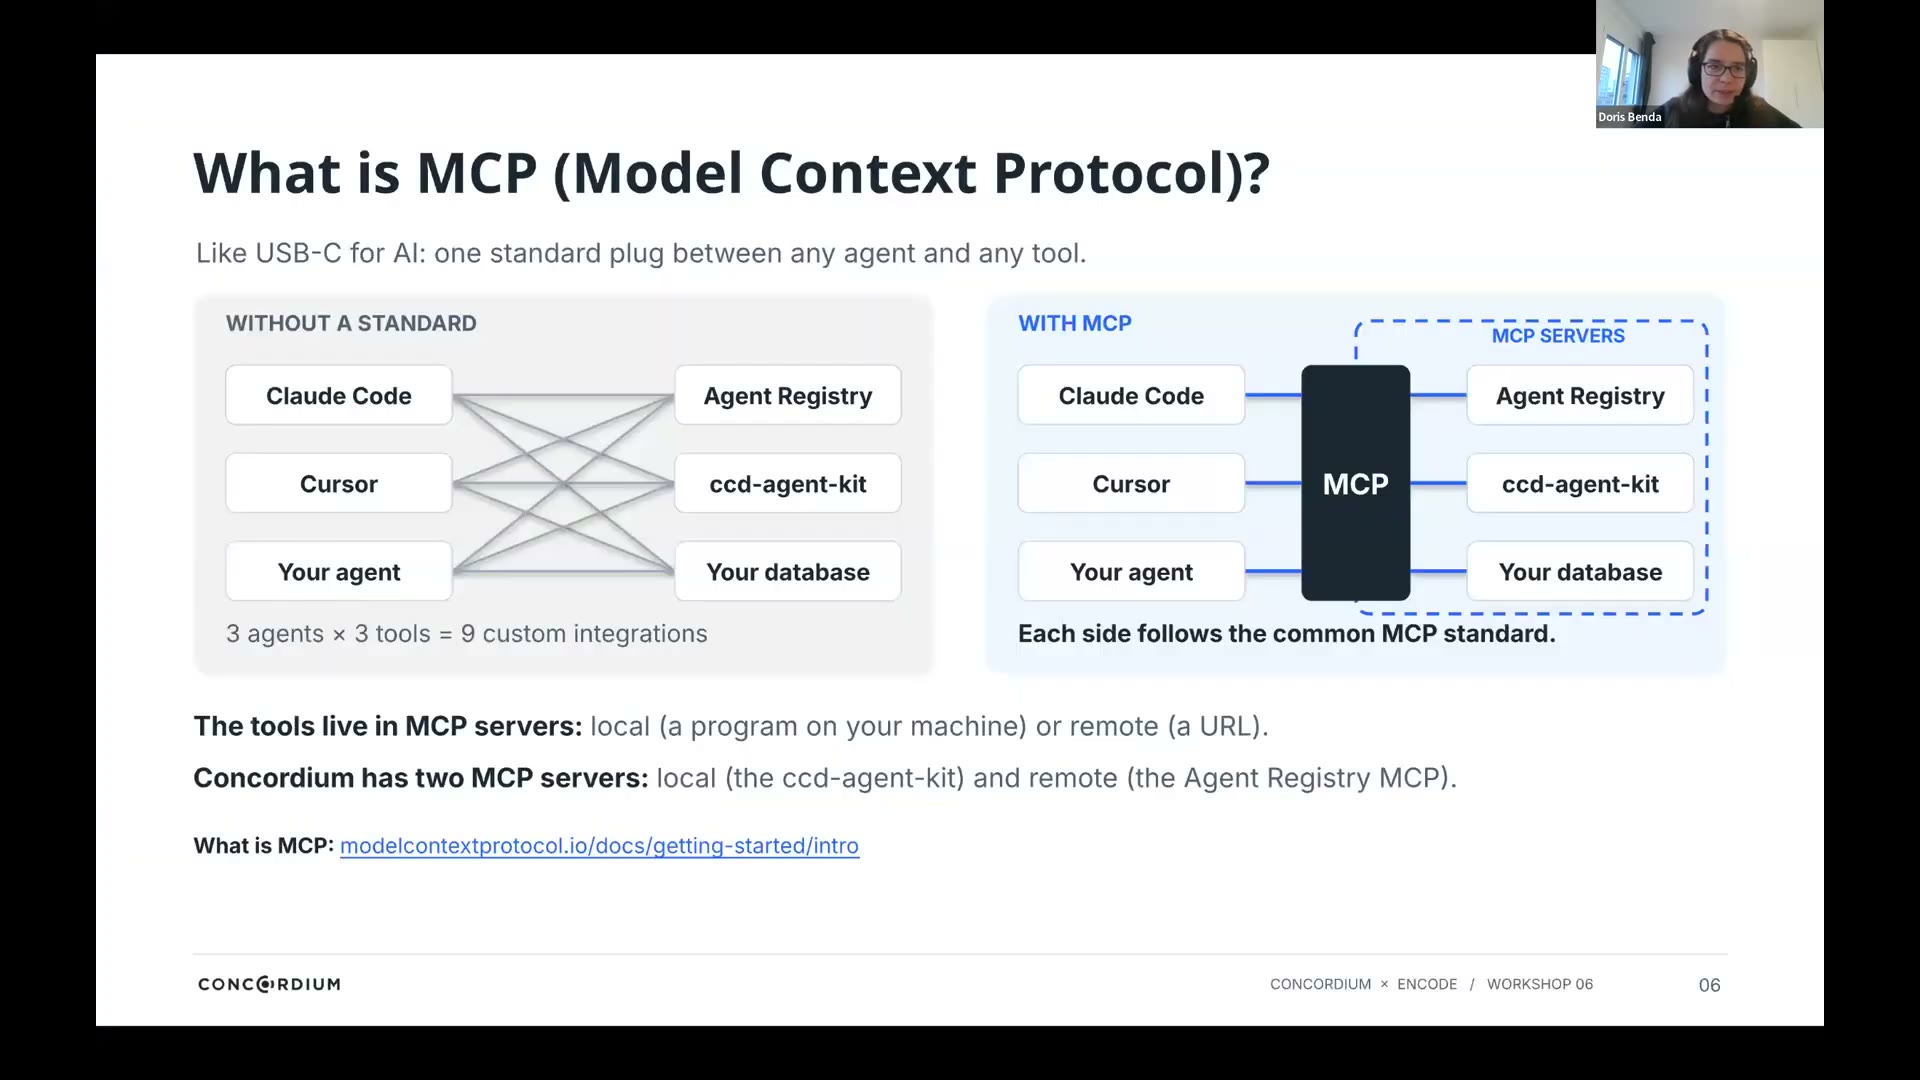 Doris Benda
What is MCP (Model Context Protocol)?
Like USB-C for AI: one standard plug between any agent and any tool.
WITHOUT A STANDARD
Claude Code
Agent Registry
Cursor
ccd-agent-kit
Your agent
Your database
3 agents × 3 tools = 9 custom integrations
WITH MCP
MCP SERVERS
Claude Code
Agent Registry
Cursor
MCP
ccd-agent-kit
Your agent
Your database
Each side follows the common MCP standard.
The tools live in MCP servers: local (a program on your machine) or remote (a URL).
Concordium has two MCP servers: local (the ccd-agent-kit) and remote (the Agent Registry MCP).
What is MCP: modelcontextprotocol.io/docs/getting-started/intro
CONCORDIUM
CONCORDIUM × ENCODE / WORKSHOP 06
06